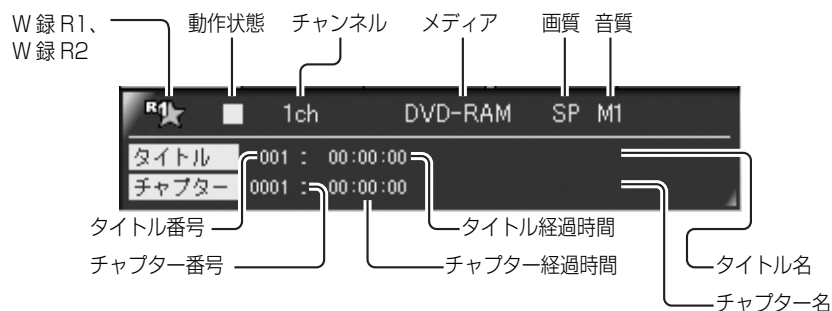 W録R1、
W録R2
動作状態 チャンネル メディア 画質 音質
R1 1ch DVD-RAM SP M1
タイトル 001 : 00:00:00
チャプター 0001 : 00:00:00
タイトル番号 タイトル経過時間
チャプター番号 チャプター経過時間 タイトル名
チャプター名